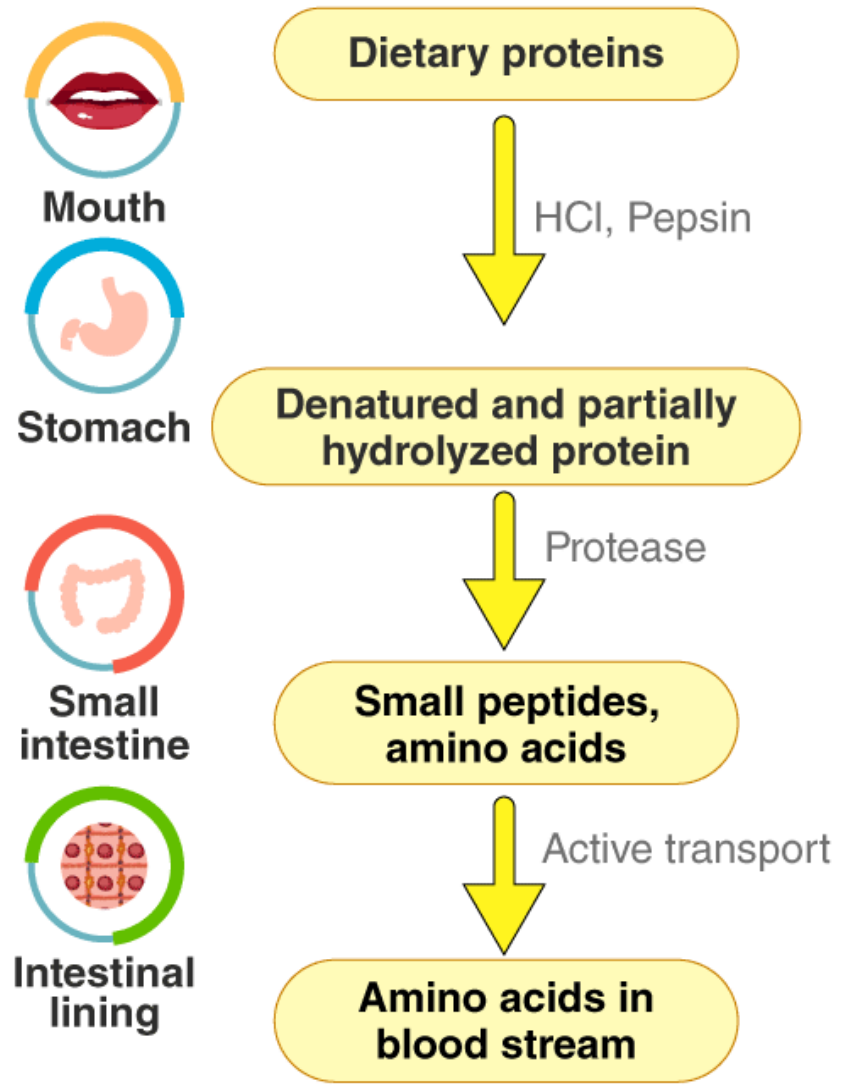 Dietary proteins
Mouth
HCl, Pepsin
Stomach
Denatured and partially
hydrolyzed protein
Protease
Small
intestine
Small peptides,
amino acids
Active transport
Intestinal
lining
Amino acids in
blood stream